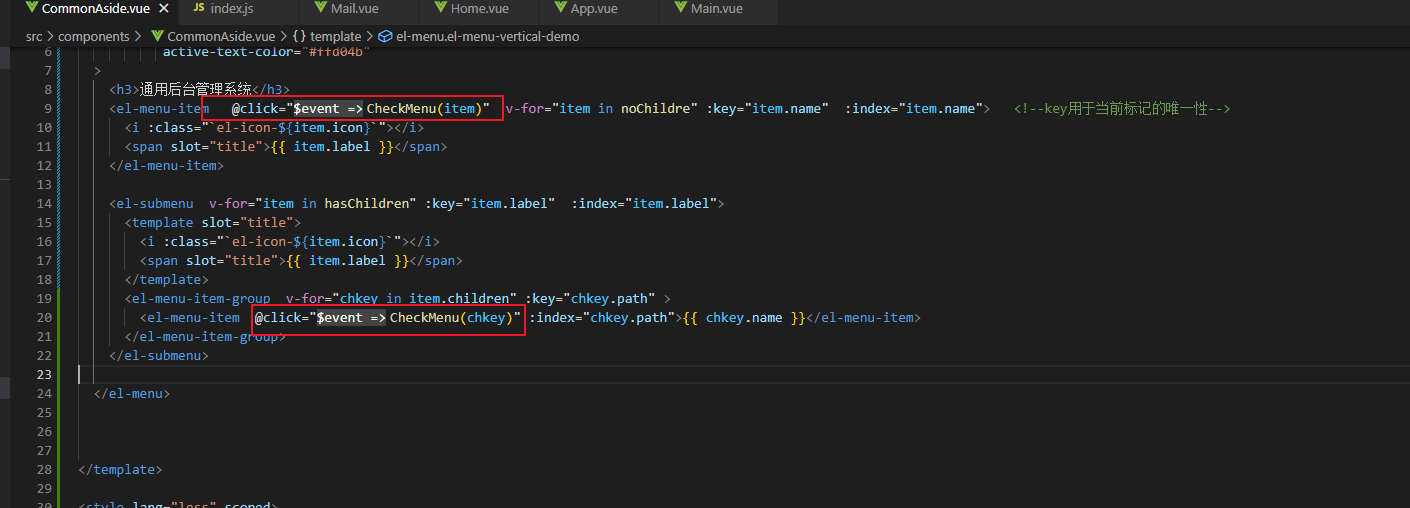 CommonAside.vue × JS index.js Mail.vue Home.vue App.vue Main.vue
src > components > CommonAside.vue > {} template > el-menu.el-menu-vertical-demo
6 active-text-color="#ffd04b"
7 >
8 <h3>通用后台管理系统</h3>
9 <el-menu-item @click="$event => CheckMenu(item)" v-for="item in noChildre" :key="item.name" :index="item.name"> <!--key用于当前标记的唯一性-->
10 <i :class="`el-icon-${item.icon}`"></i>
11 <span slot="title">{{ item.label }}</span>
12 </el-menu-item>
13
14 <el-submenu v-for="item in hasChildren" :key="item.label" :index="item.label">
15 <template slot="title">
16 <i :class="`el-icon-${item.icon}`"></i>
17 <span slot="title">{{ item.label }}</span>
18 </template>
19 <el-menu-item-group v-for="chkey in item.children" :key="chkey.path" >
20 <el-menu-item @click="$event => CheckMenu(chkey)" :index="chkey.path">{{ chkey.name }}</el-menu-item>
21 </el-menu-item-group>
22 </el-submenu>
23
24 </el-menu>
25
26
27
28 </template>
29
30 <style lang="less" scoped>